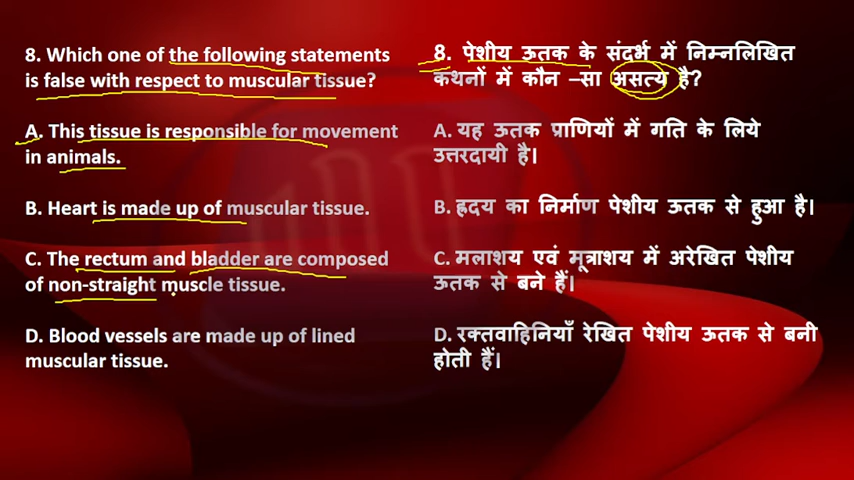 8. Which one of the following statements
is false with respect to muscular tissue?
A. This tissue is responsible for movement
in animals.
B. Heart is made up of muscular tissue.
C. The rectum and bladder are composed
of non-straight muscle tissue.
D. Blood vessels are made up of lined
muscular tissue.
8. पेशीय ऊतक के संदर्भ में निम्नलिखित
कथनों में कौन –सा असत्य है?
A. यह ऊतक प्राणियों में गति के लिये
उत्तरदायी है।
B. ह्रदय का निर्माण पेशीय ऊतक से हुआ है।
C. मलाशय एवं मूत्राशय में अरेखित पेशीय
ऊतक से बने हैं।
D. रक्तवाहिनियाँ रेखित पेशीय ऊतक से बनी
होती हैं।